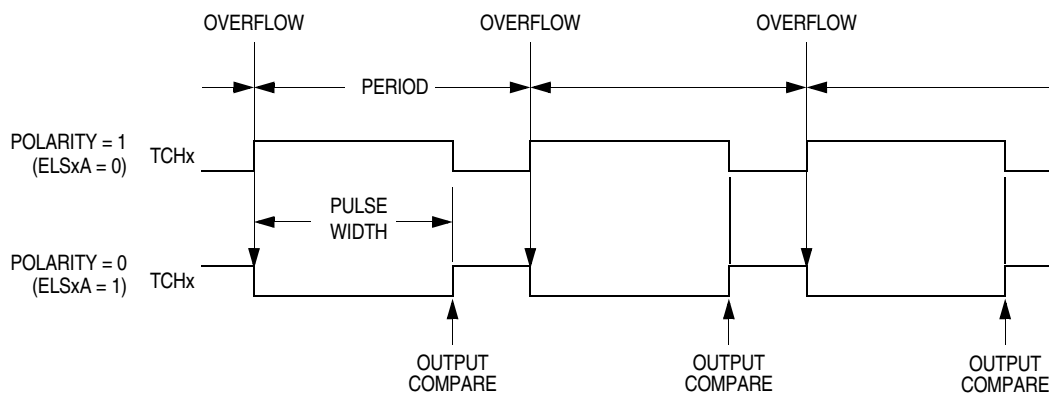 OVERFLOW OVERFLOW OVERFLOW
PERIOD
POLARITY = 1
(ELSxA = 0)
TCHx
PULSE
WIDTH
POLARITY = 0
(ELSxA = 1)
TCHx
OUTPUT
COMPARE
OUTPUT
COMPARE
OUTPUT
COMPARE